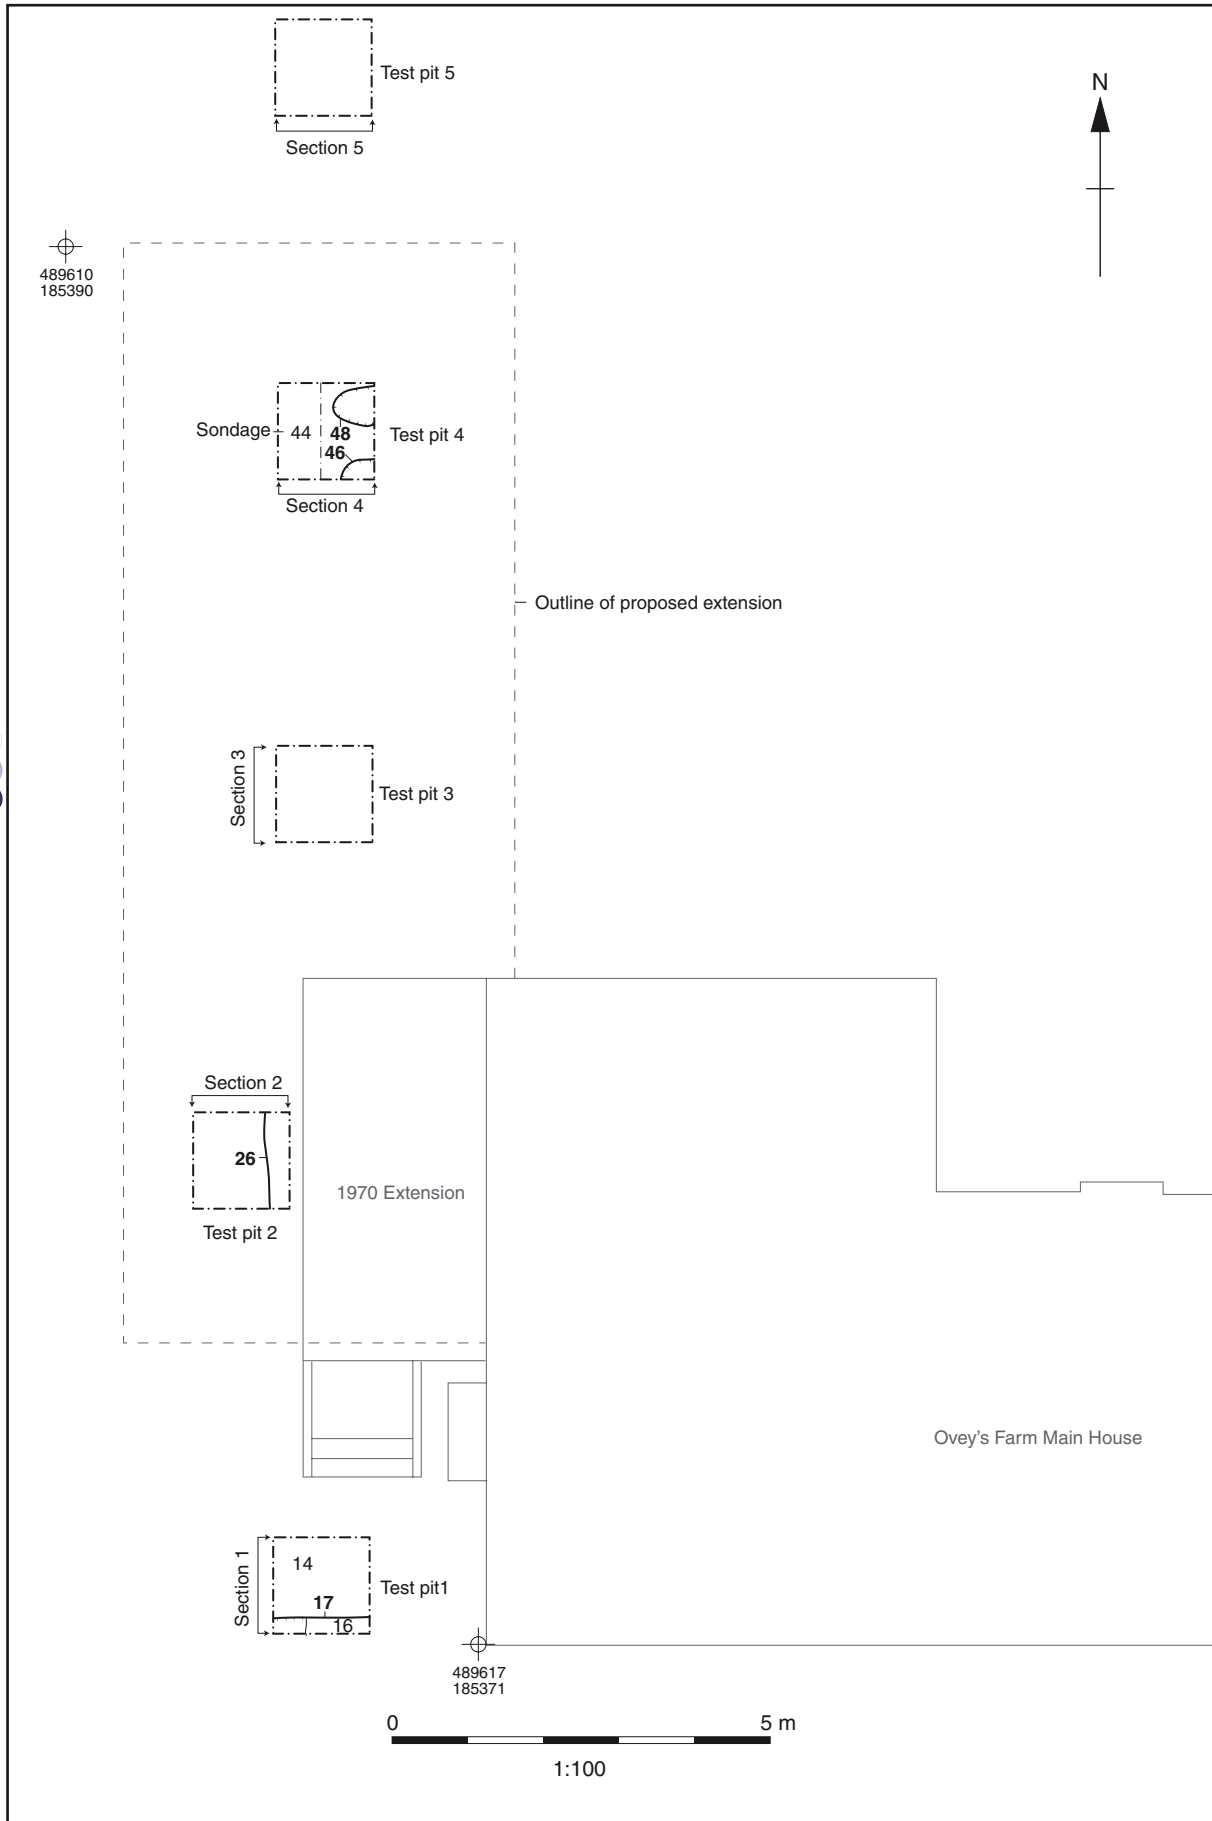 Test pit 5
Section 5
N
489610
185390
Sondage
44
48
46
Test pit 4
Section 4
Outline of proposed extension
Section 3
Test pit 3
Section 2
26
1970 Extension
Test pit 2
Ovey's Farm Main House
Section 1
14
17
16
Test pit1
489617
185371
0
5 m
1:100